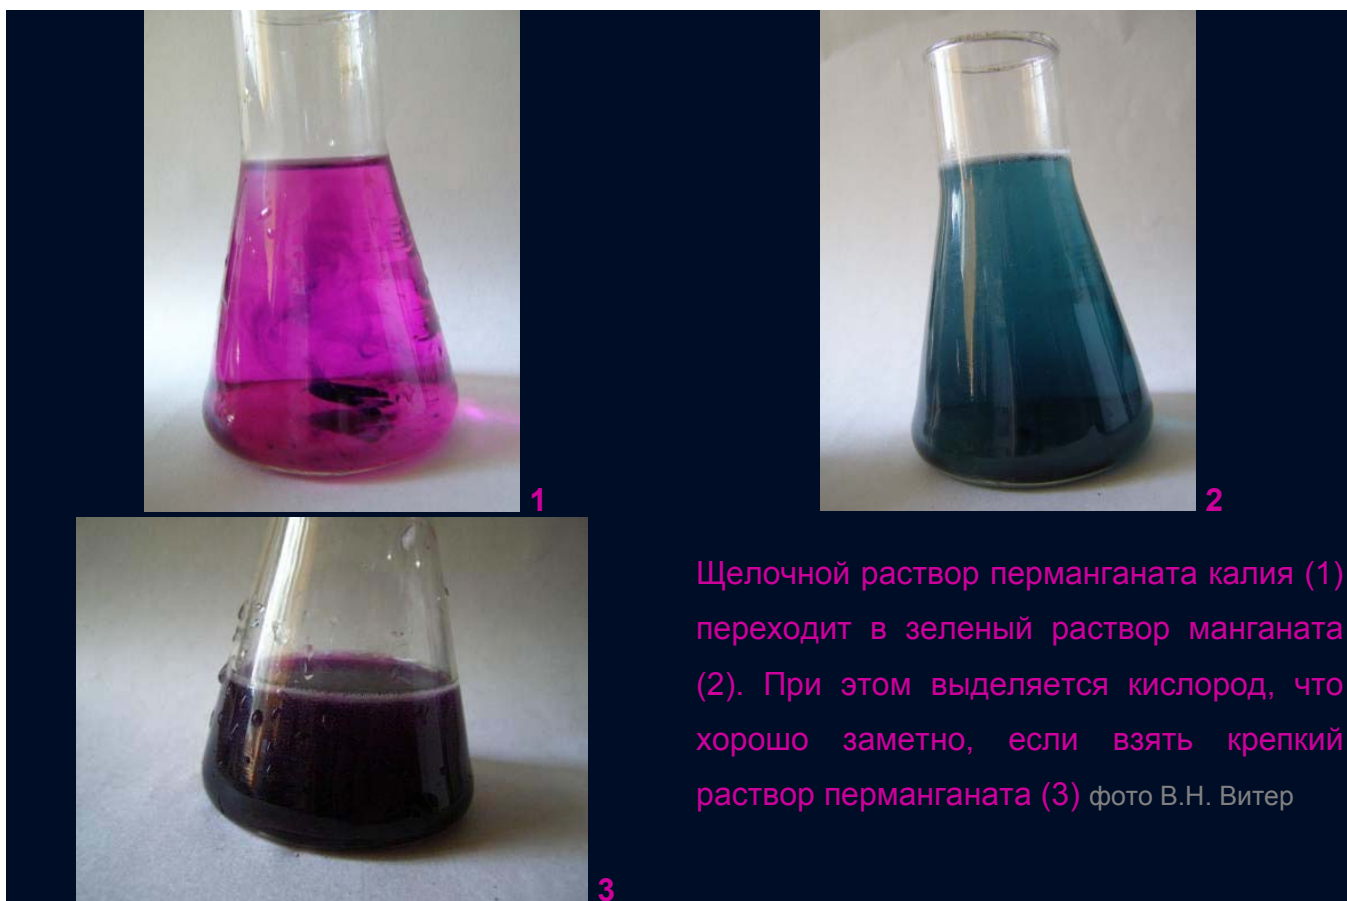 1
2
Щелочной раствор перманганата калия (1)
переходит в зеленый раствор манганата
(2). При этом выделяется кислород, что
хорошо заметно, если взять крепкий
раствор перманганата (3) фото В.Н. Витер
3